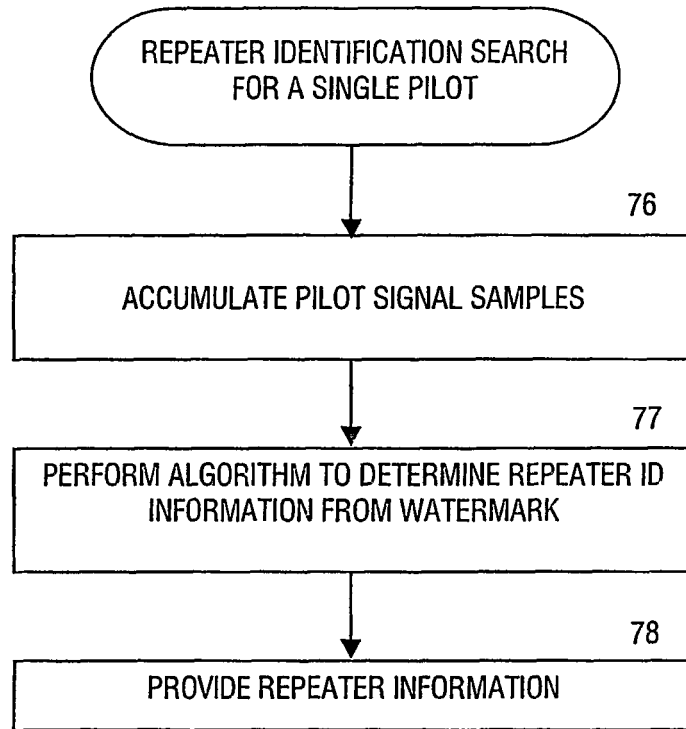 REPEATER IDENTIFICATION SEARCH
FOR A SINGLE PILOT
76
ACCUMULATE PILOT SIGNAL SAMPLES
77
PERFORM ALGORITHM TO DETERMINE REPEATER ID
INFORMATION FROM WATERMARK
78
PROVIDE REPEATER INFORMATION